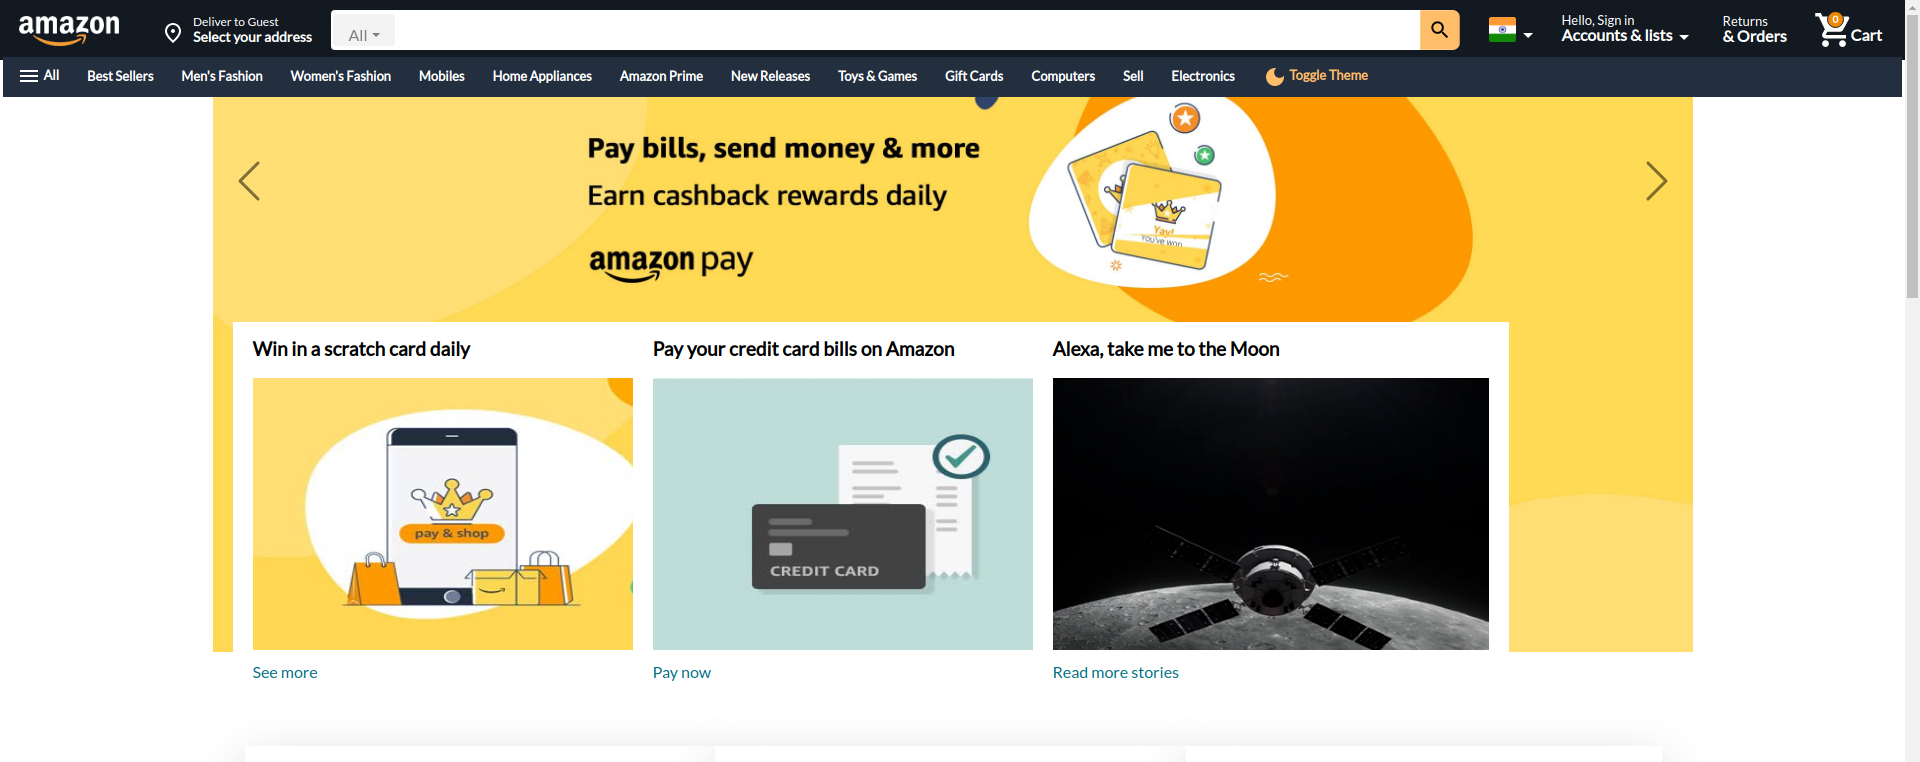 amazon
Deliver to Guest
Select your address
All
Hello, Sign in
Accounts & lists
Returns
& Orders
0
Cart
All
Best Sellers
Men's Fashion
Women's Fashion
Mobiles
Home Appliances
Amazon Prime
New Releases
Toys & Games
Gift Cards
Computers
Sell
Electronics
Toggle Theme
Pay bills, send money & more
Earn cashback rewards daily
amazon pay
Yay!
You've won
Win in a scratch card daily
Pay your credit card bills on Amazon
Alexa, take me to the Moon
pay & shop
CREDIT CARD
See more
Pay now
Read more stories